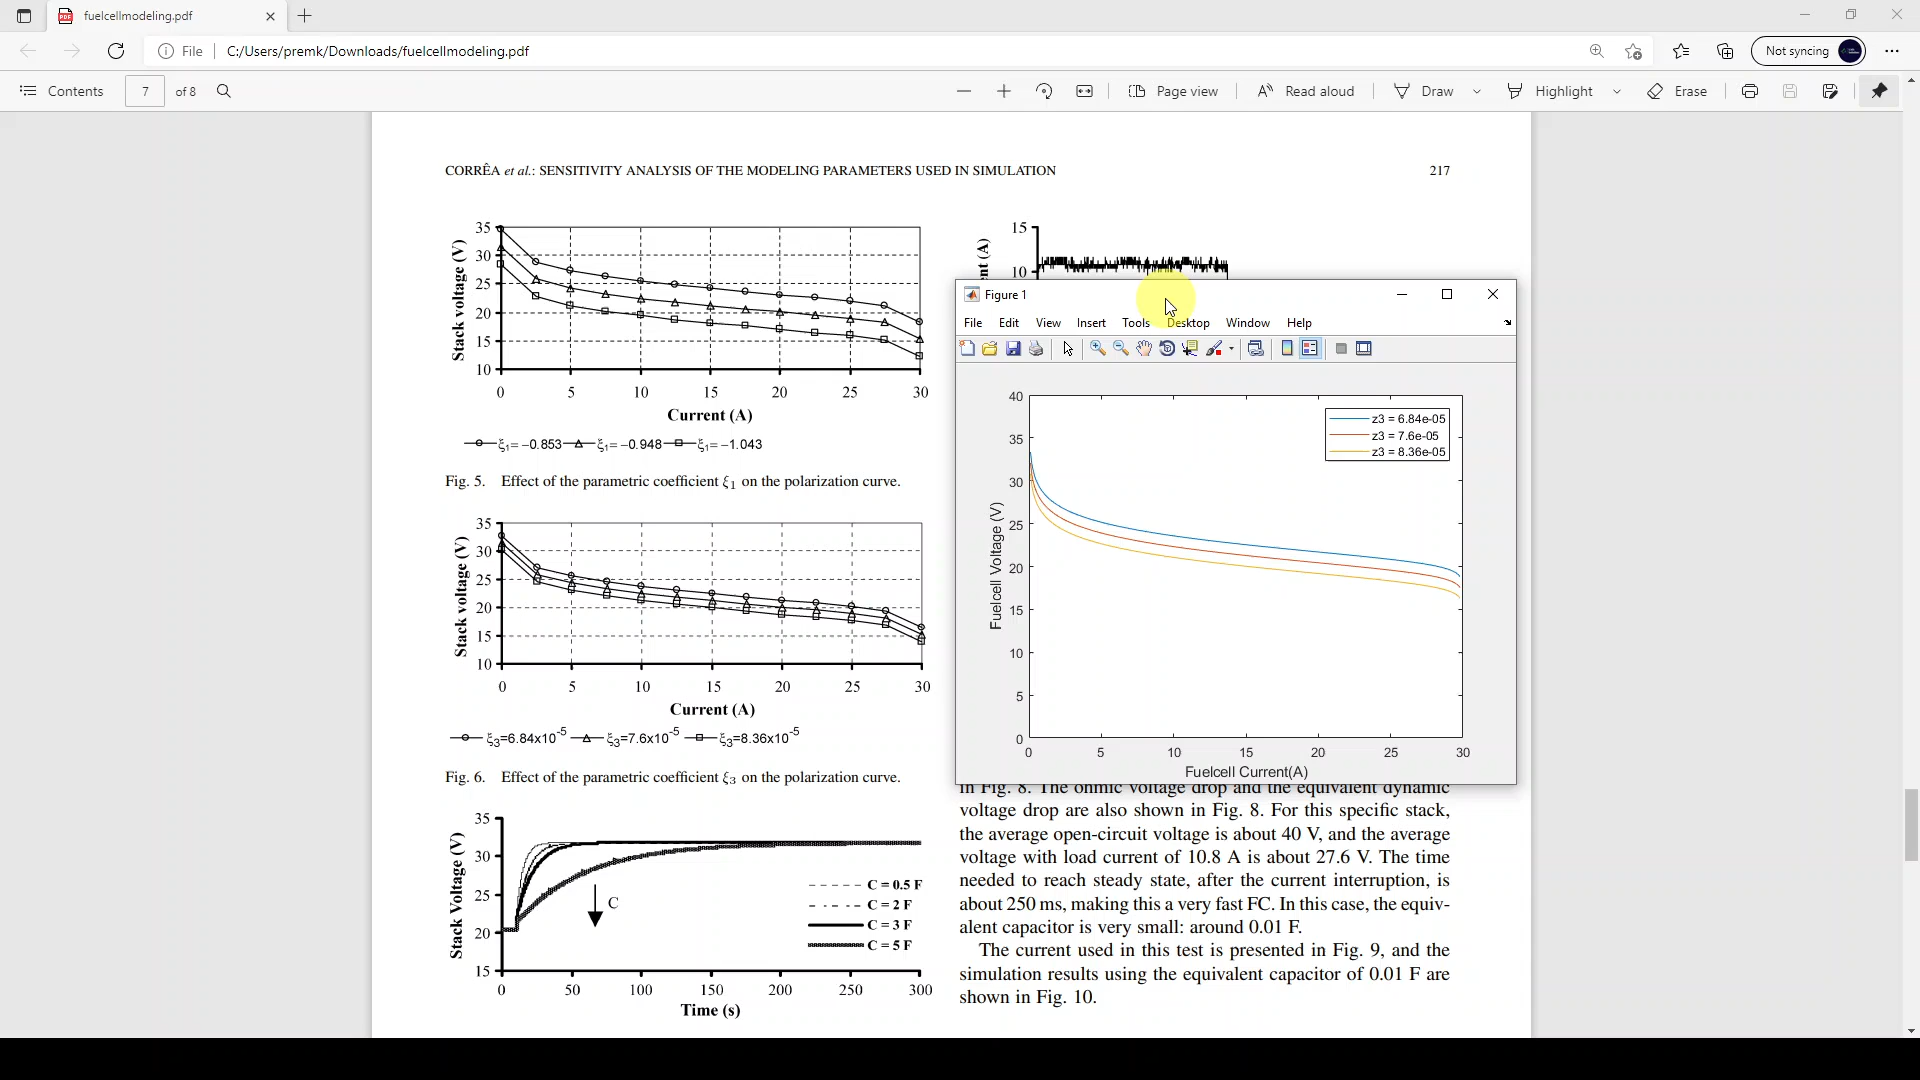 fuelcellmodeling.pdf
File
C:/Users/premk/Downloads/fuelcellmodeling.pdf
Not syncing
Contents
7
of 8
Page view
Read aloud
Draw
Highlight
Erase
CORRÊA et al.: SENSITIVITY ANALYSIS OF THE MODELING PARAMETERS USED IN SIMULATION
217
35
30
25
20
15
10
Stack voltage (V)
0 5 10 15 20 25 30
Current (A)
ξ1= −0.853 ξ1= −0.948 ξ1= −1.043
Fig. 5. Effect of the parametric coefficient ξ1 on the polarization curve.
35
30
25
20
15
10
Stack voltage (V)
0 5 10 15 20 25 30
Current (A)
ξ3=6.84x10-5 ξ3=7.6x10-5 ξ3=8.36x10-5
Fig. 6. Effect of the parametric coefficient ξ3 on the polarization curve.
35
30
25
20
15
Stack Voltage (V)
C
C = 0.5 F
C = 2 F
C = 3 F
C = 5 F
0 50 100 150 200 250 300
Time (s)
15
10
nt (A)
Figure 1
File Edit View Insert Tools Desktop Window Help
40
35
30
25
20
15
10
5
0
Fuelcell Voltage (V)
z3 = 6.84e-05
z3 = 7.6e-05
z3 = 8.36e-05
0 5 10 15 20 25 30
Fuelcell Current(A)
in Fig. 8. The ohmic voltage drop and the equivalent dynamic
voltage drop are also shown in Fig. 8. For this specific stack,
the average open-circuit voltage is about 40 V, and the average
voltage with load current of 10.8 A is about 27.6 V. The time
needed to reach steady state, after the current interruption, is
about 250 ms, making this a very fast FC. In this case, the equiv-
alent capacitor is very small: around 0.01 F.
The current used in this test is presented in Fig. 9, and the
simulation results using the equivalent capacitor of 0.01 F are
shown in Fig. 10.